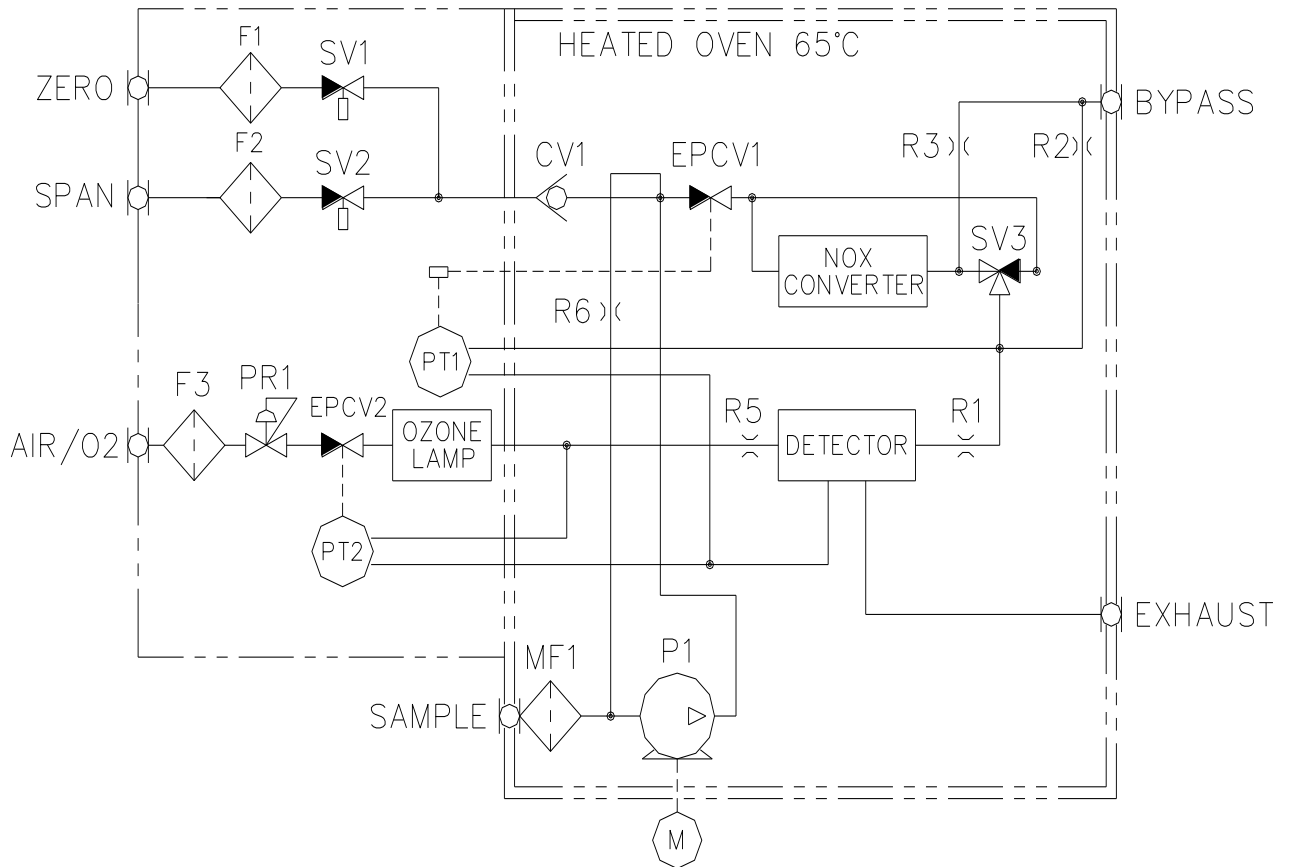 HEATED OVEN 65°C
F1
SV1
ZERO
BYPASS
F2
SV2
CV1
EPCV1
R3
R2
SPAN
SV3
NOX
CONVERTER
R6
PT1
F3
PR1
EPCV2
OZONE
LAMP
R5
R1
DETECTOR
AIR/O2
PT2
EXHAUST
MF1
P1
SAMPLE
M